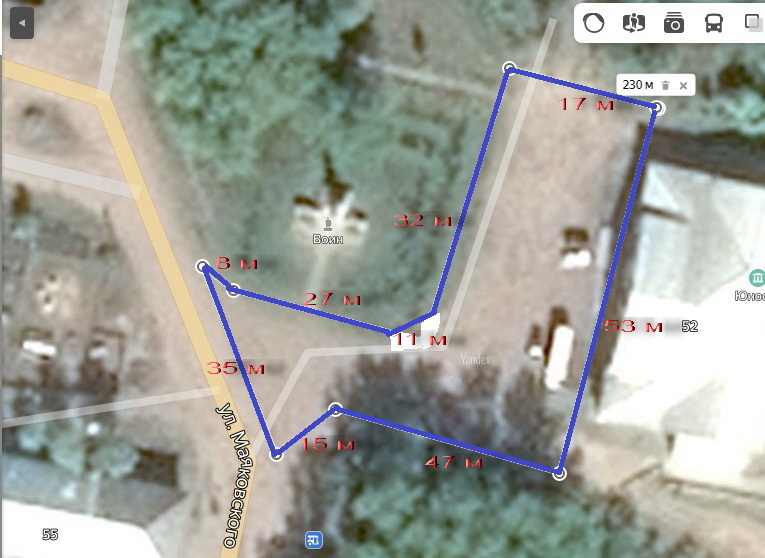 230 м
17 м
32 м
Воин
8 м
27 м
11 м
53 м
52
Юнос
35 м
Yandex
15 м
47 м
ул. Маяковского
55